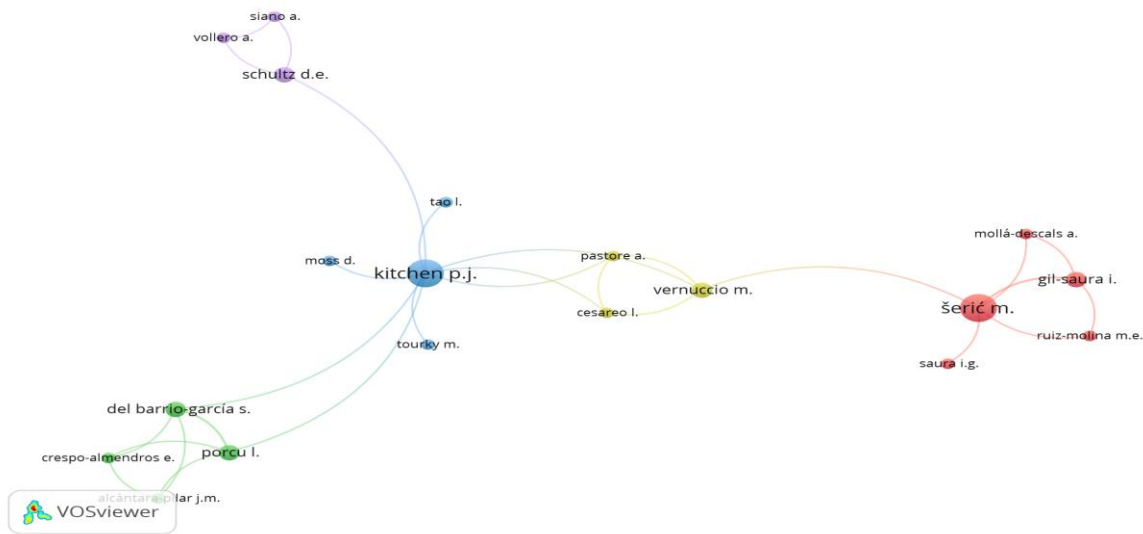 siano a.
vollero a.
schultz d.e.
tao l.
moss d.
kitchen p.j.
pastore a.
vernuccio m.
cesareo l.
tourky m.
mollá-descals a.
gil-saura i.
šerić m.
ruiz-molina m.e.
saura i.g.
del barrio-garcía s.
porcu l.
crespo-almendros e.
alcántara-pilar j.m.
VOSviewer